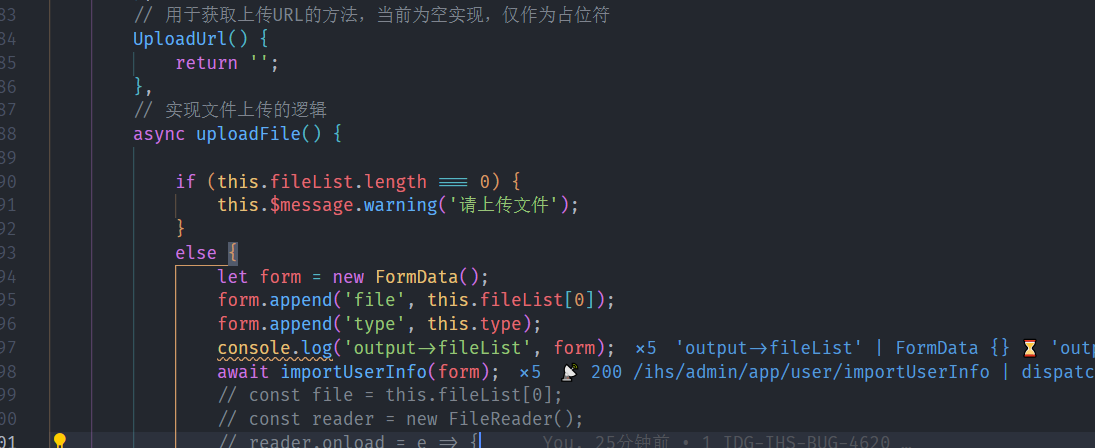 83 // 用于获取上传URL的方法，当前为空实现，仅作为占位符
84 UploadUrl() {
85 return '';
86 },
87 // 实现文件上传的逻辑
88 async uploadFile() {
89
90 if (this.fileList.length === 0) {
91 this.$message.warning('请上传文件');
92 }
93 else {
94 let form = new FormData();
95 form.append('file', this.fileList[0]);
96 form.append('type', this.type);
97 console.log('output->fileList', form); ×5 'output->fileList' | FormData {} ⏳ 'outp
98 await importUserInfo(form); ×5 📡 200 /ihs/admin/app/user/importUserInfo | dispatc
99 // const file = this.fileList[0];
00 // const reader = new FileReader();
01 // reader.onload = e => { You, 25分钟前 • 1 IDG-IHS-BUG-4620 …